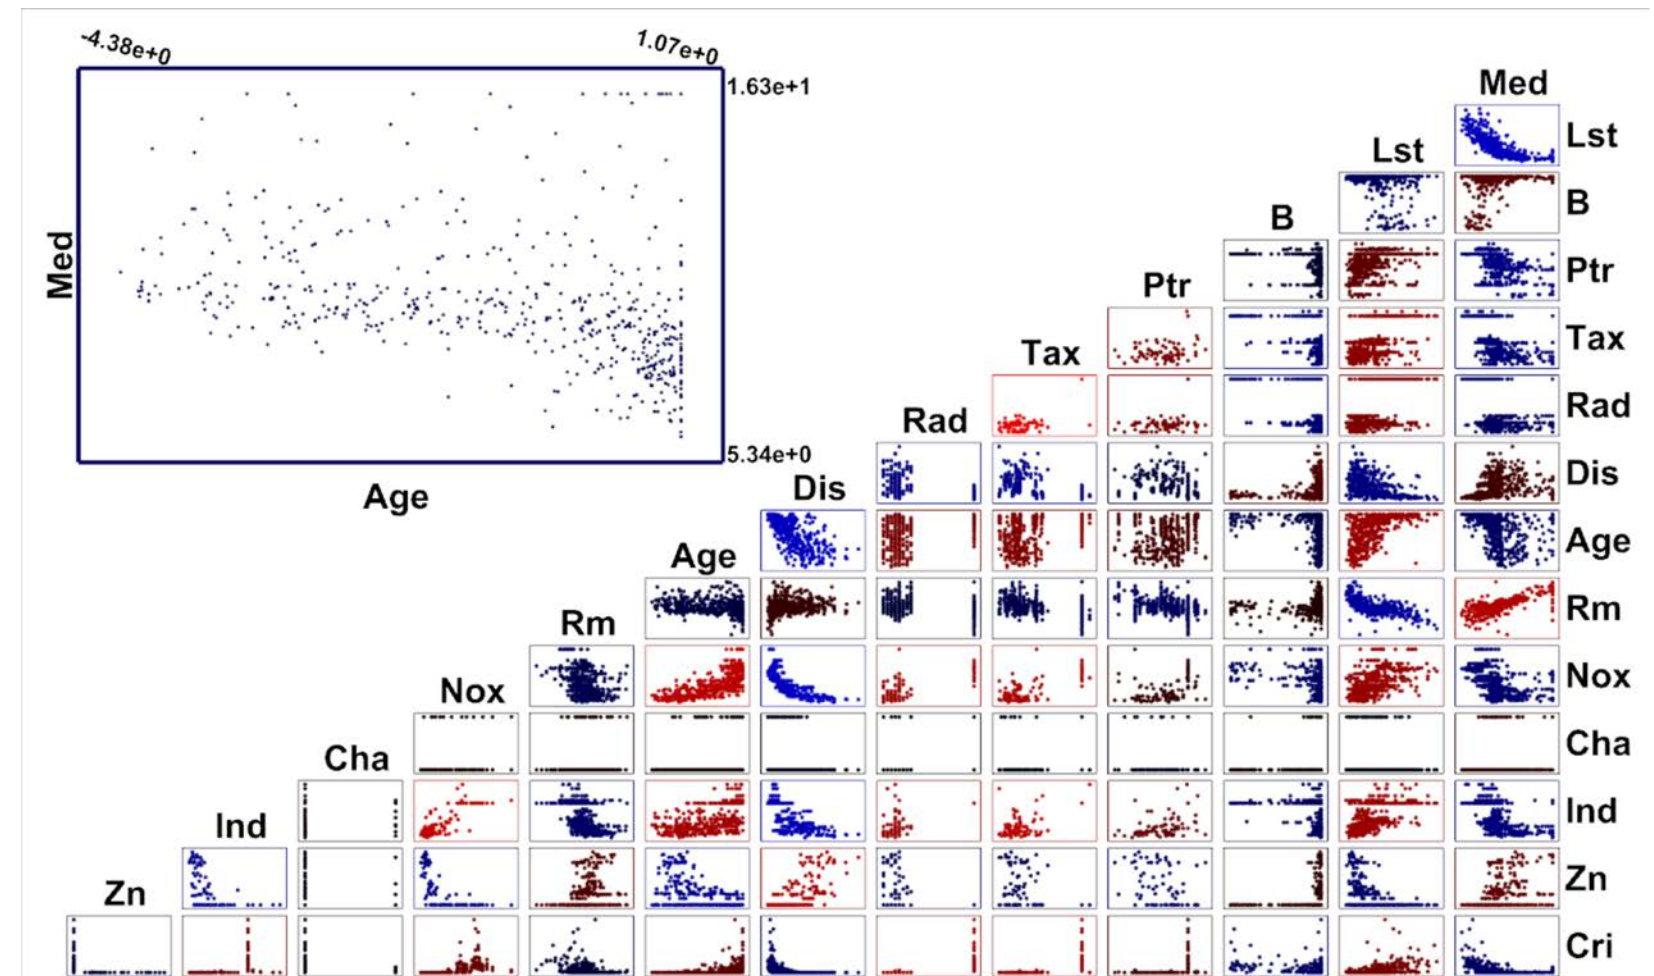 -4.38e+0 1.07e+0
1.63e+1
Med
Med
Lst
Lst
B
B
Ptr
Ptr
Tax
Tax
Rad
Rad
5.34e+0
Age
Dis
Dis
Age
Age
Rm
Rm
Nox
Nox
Cha
Cha
Ind
Ind
Zn
Zn
Cri